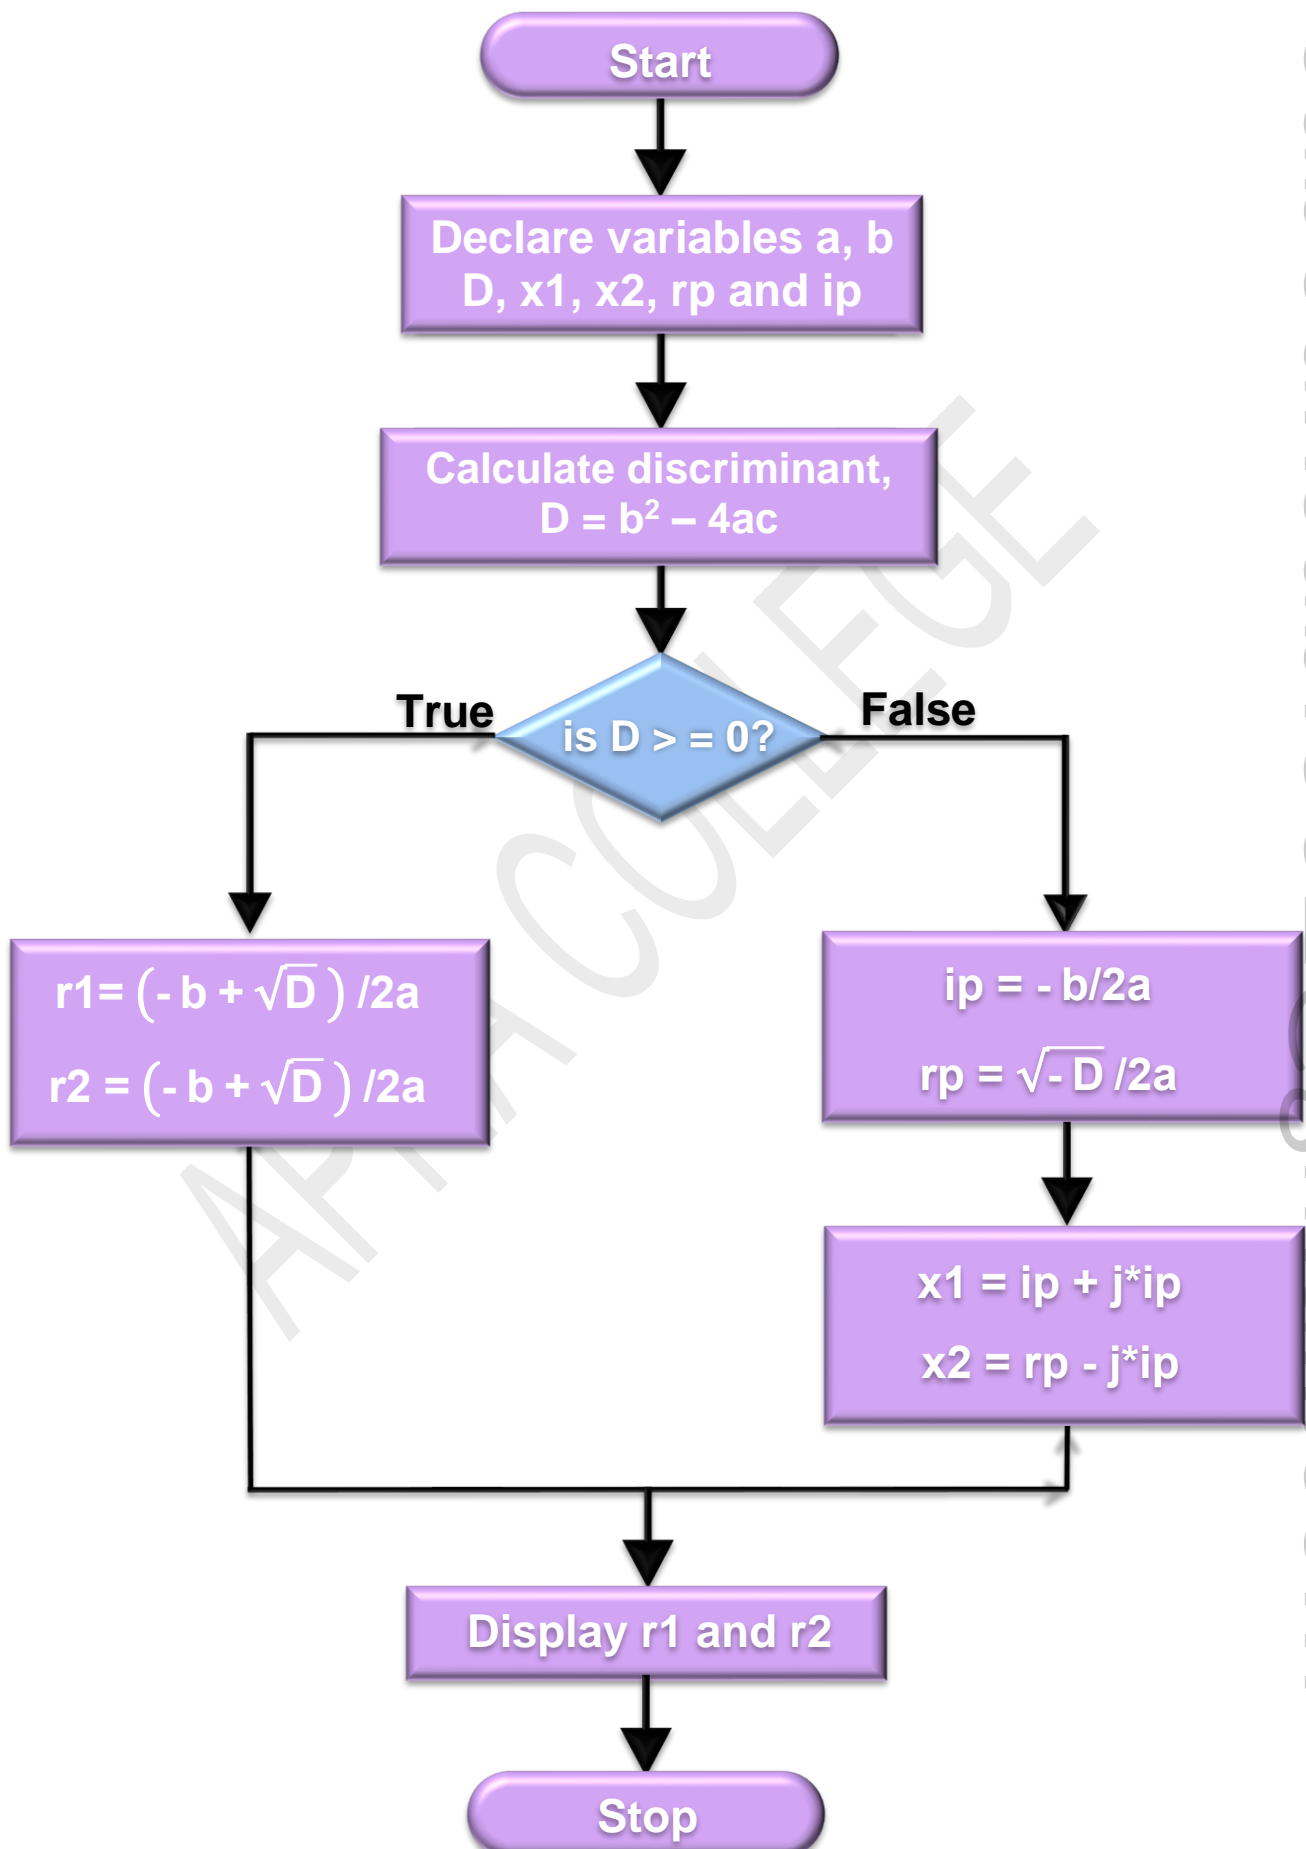 Start
Declare variables a, b
D, x1, x2, rp and ip
Calculate discriminant,
D = b² – 4ac
is D > = 0?
True
False
r1= (- b + √D ) /2a
r2 = (- b + √D ) /2a
ip = - b/2a
rp = √- D /2a
x1 = ip + j*ip
x2 = rp - j*ip
Display r1 and r2
Stop
COLLEGE